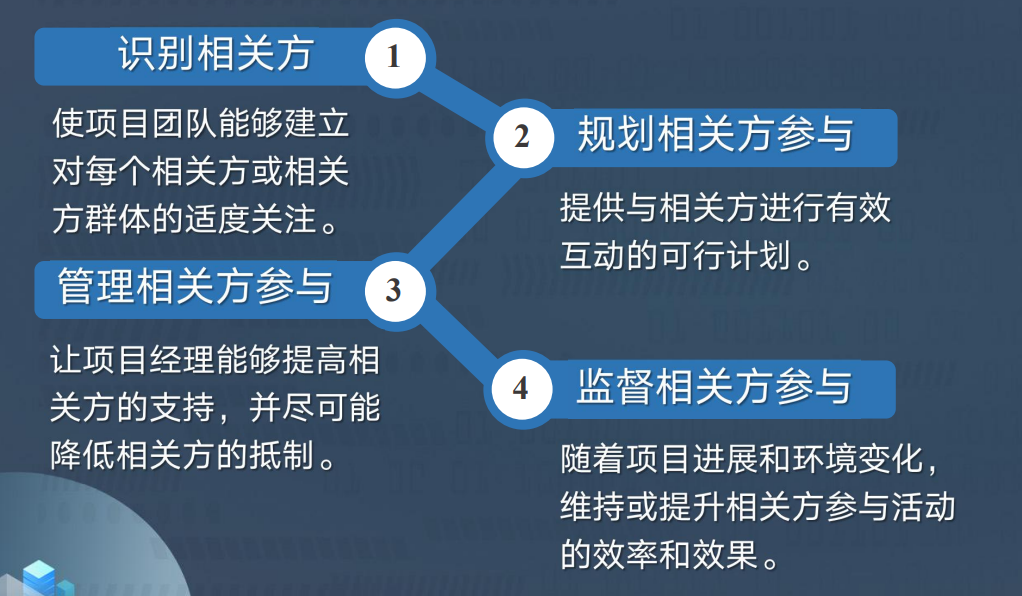 识别相关方
1
使项目团队能够建立
对每个相关方或相关
方群体的适度关注。
2
规划相关方参与
提供与相关方进行有效
互动的可行计划。
管理相关方参与
3
让项目经理能够提高相
关方的支持，并尽可能
降低相关方的抵制。
4
监督相关方参与
随着项目进展和环境变化，
维持或提升相关方参与活动
的效率和效果。